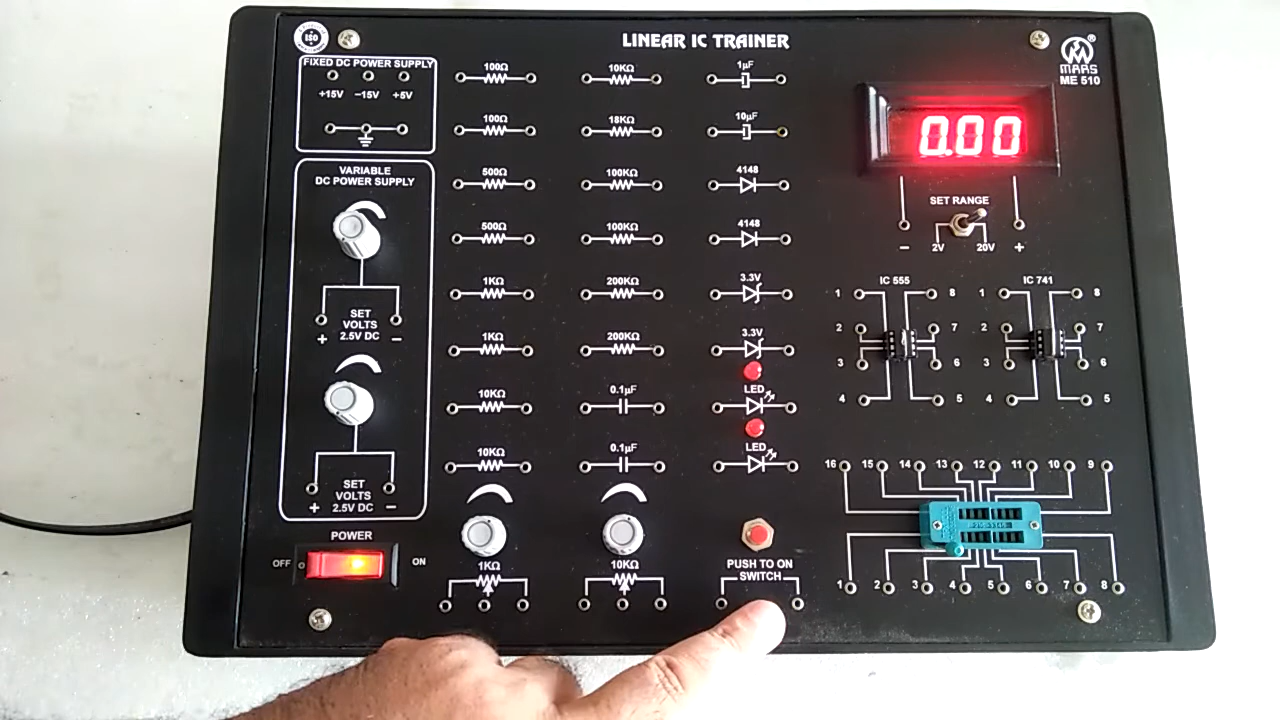 LINEAR IC TRAINER
MARS
ME 510
FIXED DC POWER SUPPLY
+15V −15V +5V
VARIABLE
DC POWER SUPPLY
SET
VOLTS
2.5V DC
+ −
SET
VOLTS
2.5V DC
+ −
POWER
OFF ON
100Ω
100Ω
500Ω
500Ω
1KΩ
1KΩ
10KΩ
10KΩ
1KΩ
10KΩ
18KΩ
100KΩ
100KΩ
200KΩ
200KΩ
0.1µF
0.1µF
10KΩ
1µF
10µF
4148
4148
3.3V
3.3V
LED
LED
PUSH TO ON
SWITCH
0.00
SET RANGE
− 2V 20V +
IC 555
1 8
2 7
3 6
4 5
IC 741
1 8
2 7
3 6
4 5
16 15 14 13 12 11 10 9
1 2 3 4 5 6 7 8